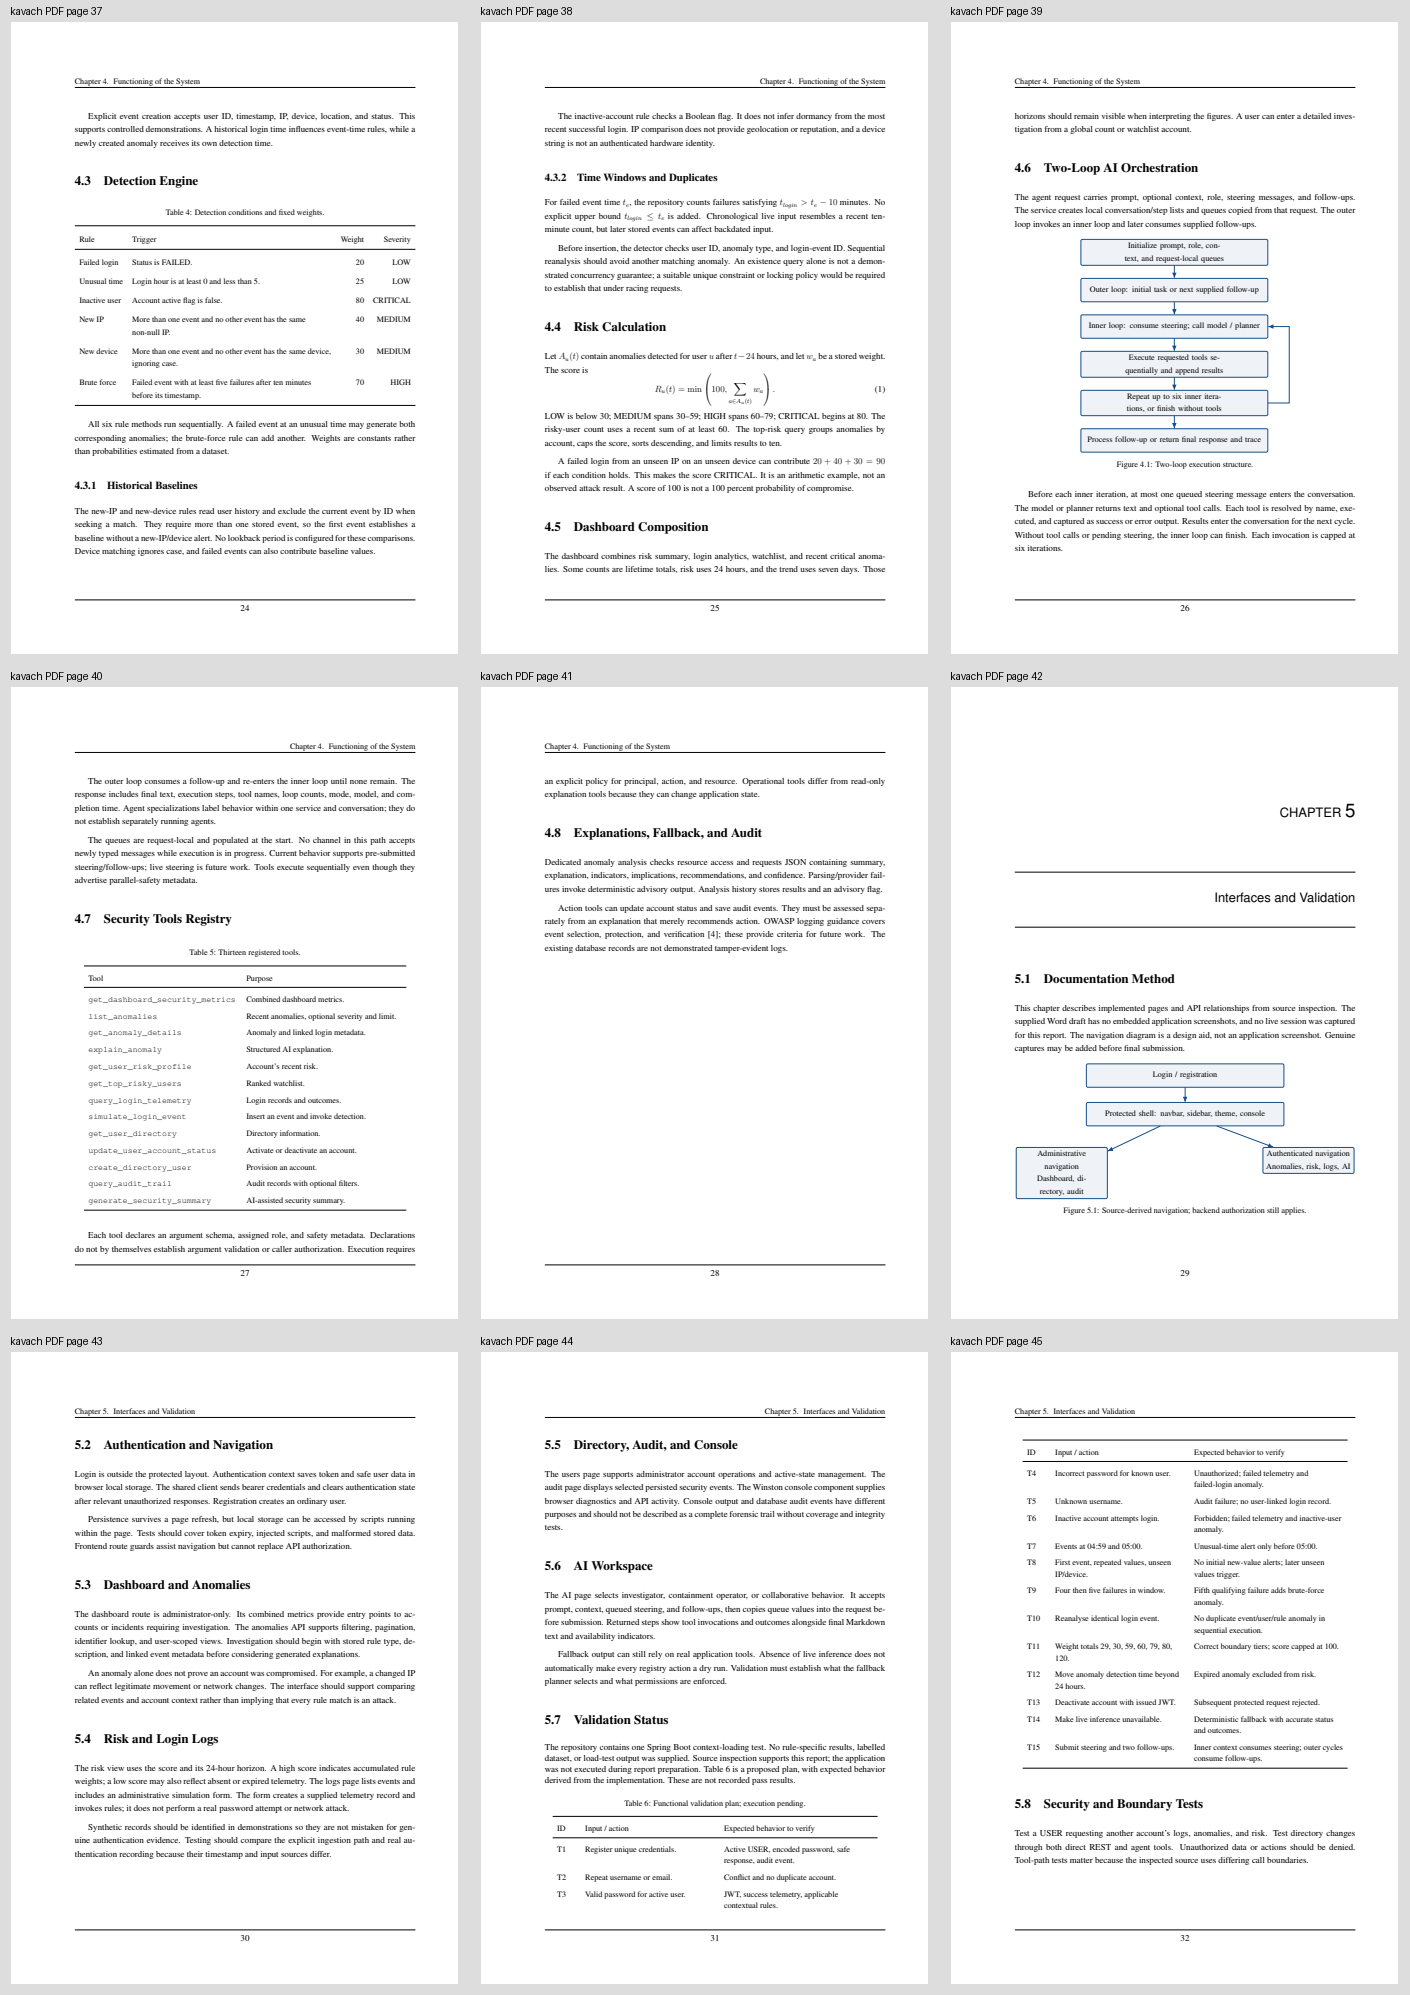 kavach PDF page 37
Chapter 4. Functioning of the System
Explicit event creation accepts user ID, timestamp, IP, device, location, and status. This
supports controlled demonstrations. A historical login time influences event-time rules, while a
newly created anomaly receives its own detection time.
4.3 Detection Engine
Table 4: Detection conditions and fixed weights.
Rule Trigger Weight Severity
Failed login Status is FAILED. 20 LOW
Unusual time Login hour is at least 0 and less than 5. 25 LOW
Inactive user Account active flag is false. 80 CRITICAL
New IP More than one event and no other event has the same 40 MEDIUM
non-null IP.
New device More than one event and no other event has the same device, 30 MEDIUM
ignoring case.
Brute force Failed event with at least five failures after ten minutes 70 HIGH
before its timestamp.
All six rule methods run sequentially. A failed event at an unusual time may generate both
corresponding anomalies; the brute-force rule can add another. Weights are constants rather
than probabilities estimated from a dataset.
4.3.1 Historical Baselines
The new-IP and new-device rules read user history and exclude the current event by ID when
seeking a match. They require more than one stored event, so the first event establishes a
baseline without a new-IP/device alert. No lookback period is configured for these comparisons.
Device matching ignores case, and failed events can also contribute baseline values.
24
kavach PDF page 38
Chapter 4. Functioning of the System
The inactive-account rule checks a Boolean flag. It does not infer dormancy from the most
recent successful login. IP comparison does not provide geolocation or reputation, and a device
string is not an authenticated hardware identity.
4.3.2 Time Windows and Duplicates
For failed event time t_e, the repository counts failures satisfying t_login > t_e − 10 minutes. No
explicit upper bound t_login ≤ t_e is added. Chronological live input resembles a recent ten-
minute count, but later stored events can affect backdated input.
Before insertion, the detector checks user ID, anomaly type, and login-event ID. Sequential
reanalysis should avoid another matching anomaly. An existence query alone is not a demon-
strated concurrency guarantee; a suitable unique constraint or locking policy would be required
to establish that under racing requests.
4.4 Risk Calculation
Let A_u(t) contain anomalies detected for user u after t − 24 hours, and let w_a be a stored weight.
The score is
R_u(t) = min (100, ∑_{a∈A_u(t)} w_a). (1)
LOW is below 30; MEDIUM spans 30–59; HIGH spans 60–79; CRITICAL begins at 80. The
risky-user count uses a recent sum of at least 60. The top-risk query groups anomalies by
account, caps the score, sorts descending, and limits results to ten.
A failed login from an unseen IP on an unseen device can contribute 20 + 40 + 30 = 90
if each condition holds. This makes the score CRITICAL. It is an arithmetic example, not an
observed attack result. A score of 100 is not a 100 percent probability of compromise.
4.5 Dashboard Composition
The dashboard combines risk summary, login analytics, watchlist, and recent critical anoma-
lies. Some counts are lifetime totals, risk uses 24 hours, and the trend uses seven days. Those
25
kavach PDF page 39
Chapter 4. Functioning of the System
horizons should remain visible when interpreting the figures. A user can enter a detailed inves-
tigation from a global count or watchlist account.
4.6 Two-Loop AI Orchestration
The agent request carries prompt, optional context, role, steering messages, and follow-ups.
The service creates local conversation/step lists and queues copied from that request. The outer
loop invokes an inner loop and later consumes supplied follow-ups.
Initialize prompt, role, con-
text, and request-local queues
Outer loop: initial task or next supplied follow-up
Inner loop: consume steering; call model / planner
Execute requested tools se-
quentially and append results
Repeat up to six inner itera-
tions, or finish without tools
Process follow-up or return final response and trace
Figure 4.1: Two-loop execution structure.
Before each inner iteration, at most one queued steering message enters the conversation.
The model or planner returns text and optional tool calls. Each tool is resolved by name, exe-
cuted, and captured as success or error output. Results enter the conversation for the next cycle.
Without tool calls or pending steering, the inner loop can finish. Each invocation is capped at
six iterations.
26
kavach PDF page 40
Chapter 4. Functioning of the System
The outer loop consumes a follow-up and re-enters the inner loop until none remain. The
response includes final text, execution steps, tool names, loop counts, mode, model, and com-
pletion time. Agent specializations label behavior within one service and conversation; they do
not establish separately running agents.
The queues are request-local and populated at the start. No channel in this path accepts
newly typed messages while execution is in progress. Current behavior supports pre-submitted
steering/follow-ups; live steering is future work. Tools execute sequentially even though they
advertise parallel-safety metadata.
4.7 Security Tools Registry
Table 5: Thirteen registered tools.
Tool Purpose
get_dashboard_security_metrics Combined dashboard metrics.
list_anomalies Recent anomalies, optional severity and limit.
get_anomaly_details Anomaly and linked login metadata.
explain_anomaly Structured AI explanation.
get_user_risk_profile Account's recent risk.
get_top_risky_users Ranked watchlist.
query_login_telemetry Login records and outcomes.
simulate_login_event Insert an event and invoke detection.
get_user_directory Directory information.
update_user_account_status Activate or deactivate an account.
create_directory_user Provision an account.
query_audit_trail Audit records with optional filters.
generate_security_summary AI-assisted security summary.
Each tool declares an argument schema, assigned role, and safety metadata. Declarations
do not by themselves establish argument validation or caller authorization. Execution requires
27
kavach PDF page 41
Chapter 4. Functioning of the System
an explicit policy for principal, action, and resource. Operational tools differ from read-only
explanation tools because they can change application state.
4.8 Explanations, Fallback, and Audit
Dedicated anomaly analysis checks resource access and requests JSON containing summary,
explanation, indicators, implications, recommendations, and confidence. Parsing/provider fail-
ures invoke deterministic advisory output. Analysis history stores results and an advisory flag.
Action tools can update account status and save audit events. They must be assessed sepa-
rately from an explanation that merely recommends action. OWASP logging guidance covers
event selection, protection, and verification [4]; these provide criteria for future work. The
existing database records are not demonstrated tamper-evident logs.
28
kavach PDF page 42
CHAPTER 5
Interfaces and Validation
5.1 Documentation Method
This chapter describes implemented pages and API relationships from source inspection. The
supplied Word draft has no embedded application screenshots, and no live session was captured
for this report. The navigation diagram is a design aid, not an application screenshot. Genuine
captures may be added before final submission.
Login / registration
Protected shell: navbar, sidebar, theme, console
Administrative
navigation
Dashboard, di-
rectory, audit
Authenticated navigation
Anomalies, risk, logs, AI
Figure 5.1: Source-derived navigation; backend authorization still applies.
29
kavach PDF page 43
Chapter 5. Interfaces and Validation
5.2 Authentication and Navigation
Login is outside the protected layout. Authentication context saves token and safe user data in
browser local storage. The shared client sends bearer credentials and clears authentication state
after relevant unauthorized responses. Registration creates an ordinary user.
Persistence survives a page refresh, but local storage can be accessed by scripts running
within the page. Tests should cover token expiry, injected scripts, and malformed stored data.
Frontend route guards assist navigation but cannot replace API authorization.
5.3 Dashboard and Anomalies
The dashboard route is administrator-only. Its combined metrics provide entry points to ac-
counts or incidents requiring investigation. The anomalies API supports filtering, pagination,
identifier lookup, and user-scoped views. Investigation should begin with stored rule type, de-
scription, and linked event metadata before considering generated explanations.
An anomaly alone does not prove an account was compromised. For example, a changed IP
can reflect legitimate movement or network changes. The interface should support comparing
related events and account context rather than implying that every rule match is an attack.
5.4 Risk and Login Logs
The risk view uses the score and its 24-hour horizon. A high score indicates accumulated rule
weights; a low score may also reflect absent or expired telemetry. The logs page lists events and
includes an administrative simulation form. The form creates a supplied telemetry record and
invokes rules; it does not perform a real password attempt or network attack.
Synthetic records should be identified in demonstrations so they are not mistaken for gen-
uine authentication evidence. Testing should compare the explicit ingestion path and real au-
thentication recording because their timestamp and input sources differ.
30
kavach PDF page 44
Chapter 5. Interfaces and Validation
5.5 Directory, Audit, and Console
The users page supports administrator account operations and active-state management. The
audit page displays selected persisted security events. The Winston console component supplies
browser diagnostics and API activity. Console output and database audit events have different
purposes and should not be described as a complete forensic trail without coverage and integrity
tests.
5.6 AI Workspace
The AI page selects investigator, containment operator, or collaborative behavior. It accepts
prompt, context, queued steering, and follow-ups, then copies queue values into the request be-
fore submission. Returned steps show tool invocations and outcomes alongside final Markdown
text and availability indicators.
Fallback output can still rely on real application tools. Absence of live inference does not
automatically make every registry action a dry run. Validation must establish what the fallback
planner selects and what permissions are enforced.
5.7 Validation Status
The repository contains one Spring Boot context-loading test. No rule-specific results, labelled
dataset, or load-test output was supplied. Source inspection supports this report; the application
was not executed during report preparation. Table 6 is a proposed plan, with expected behavior
derived from the implementation. These are not recorded pass results.
Table 6: Functional validation plan; execution pending.
ID Input / action Expected behavior to verify
T1 Register unique credentials. Active USER, encoded password, safe
response, audit event.
T2 Repeat username or email. Conflict and no duplicate account.
T3 Valid password for active user. JWT, success telemetry, applicable
contextual rules.
31
kavach PDF page 45
Chapter 5. Interfaces and Validation
ID Input / action Expected behavior to verify
T4 Incorrect password for known user. Unauthorized; failed telemetry and
failed-login anomaly.
T5 Unknown username. Audit failure; no user-linked login record.
T6 Inactive account attempts login. Forbidden; failed telemetry and inactive-user
anomaly.
T7 Events at 04:59 and 05:00. Unusual-time alert only before 05:00.
T8 First event, repeated values, unseen No initial new-value alerts; later unseen
IP/device. values trigger.
T9 Four then five failures in window. Fifth qualifying failure adds brute-force
anomaly.
T10 Reanalyse identical login event. No duplicate event/user/rule anomaly in
sequential execution.
T11 Weight totals 29, 30, 59, 60, 79, 80, Correct boundary tiers; score capped at 100.
120.
T12 Move anomaly detection time beyond Expired anomaly excluded from risk.
24 hours.
T13 Deactivate account with issued JWT. Subsequent protected request rejected.
T14 Make live inference unavailable. Deterministic fallback with accurate status
and outcomes.
T15 Submit steering and two follow-ups. Inner context consumes steering; outer cycles
consume follow-ups.
5.8 Security and Boundary Tests
Test a USER requesting another account's logs, anomalies, and risk. Test directory changes
through both direct REST and agent tools. Unauthorized data or actions should be denied.
Tool-path tests matter because the inspected source uses differing call boundaries.
32